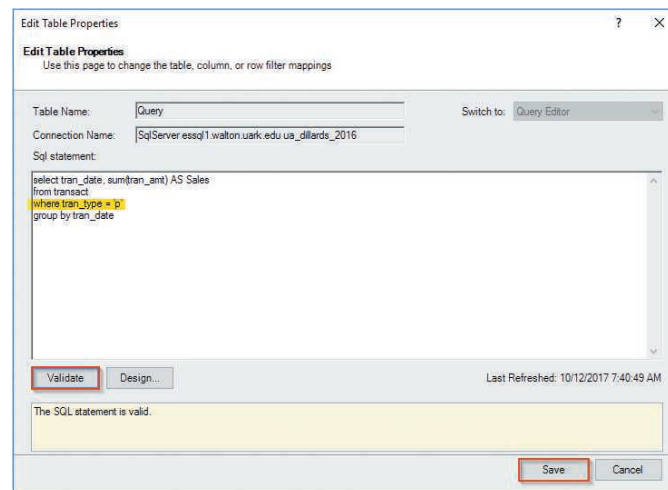 Edit Table Properties ? ×
Edit Table Properties
Use this page to change the table, column, or row filter mappings
Table Name: Query Switch to: Query Editor
Connection Name: SqlServer essql1.walton.uark.edu ua_dillards_2016
Sql statement:
select tran_date, sum(tran_amt) AS Sales
from transact
where tran_type = 'p'
group by tran_date
Validate Design... Last Refreshed: 10/12/2017 7:40:49 AM
The SQL statement is valid.
Save Cancel